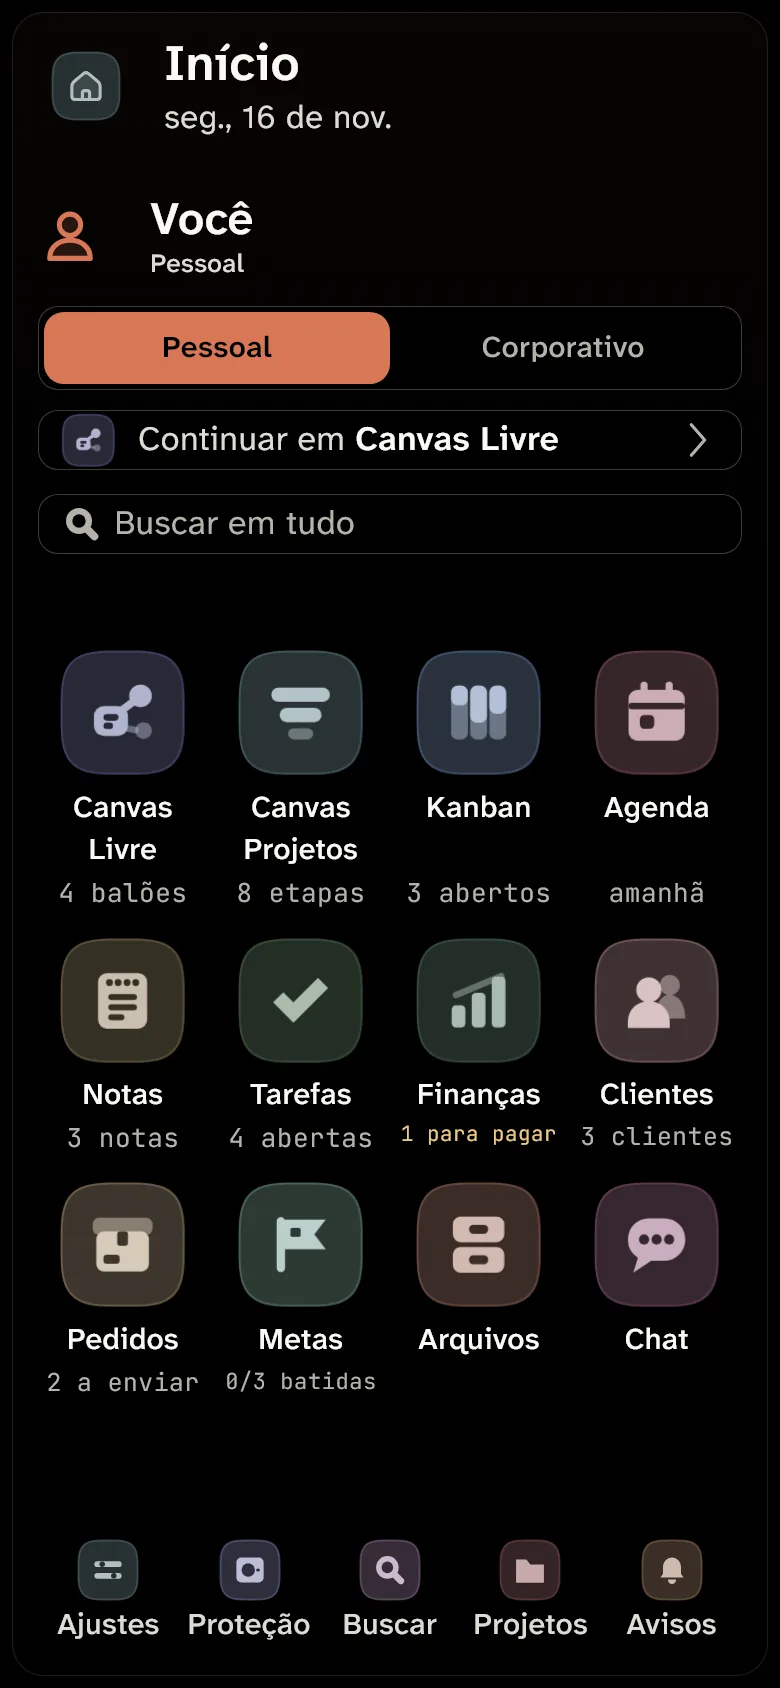 Início
seg., 16 de nov.
Você
Pessoal
Pessoal
Corporativo
Continuar em Canvas Livre
Buscar em tudo
Canvas Livre
4 balões
Canvas Projetos
8 etapas
Kanban
3 abertos
Agenda
amanhã
Notas
3 notas
Tarefas
4 abertas
Finanças
1 para pagar
Clientes
3 clientes
Pedidos
2 a enviar
Metas
0/3 batidas
Arquivos
Chat
Ajustes
Proteção
Buscar
Projetos
Avisos